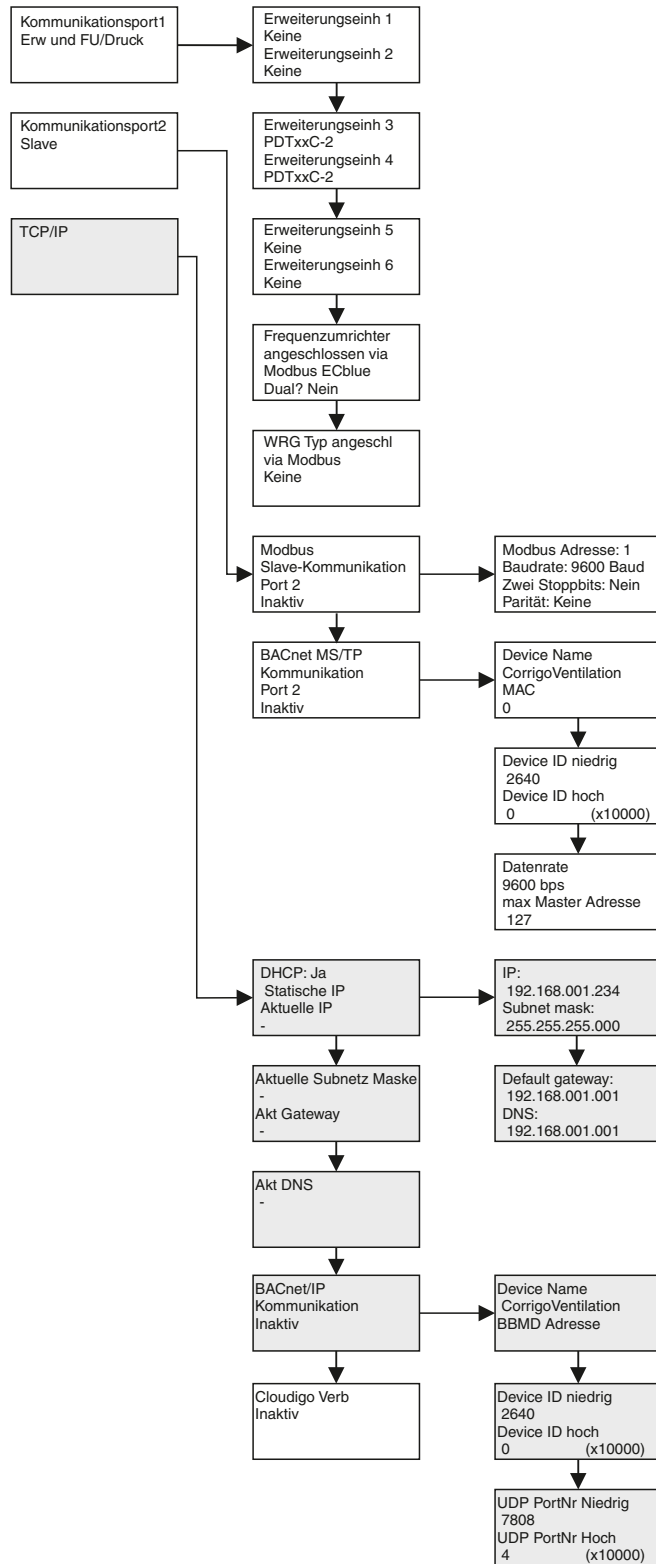 Kommunikationsport1
Erw und FU/Druck
Erweiterungseinh 1
Keine
Erweiterungseinh 2
Keine
Kommunikationsport2
Slave
Erweiterungseinh 3
PDTxxC-2
Erweiterungseinh 4
PDTxxC-2
TCP/IP
Erweiterungseinh 5
Keine
Erweiterungseinh 6
Keine
Frequenzumrichter
angeschlossen via
Modbus ECblue
Dual? Nein
WRG Typ angeschl
via Modbus
Keine
Modbus
Slave-Kommunikation
Port 2
Inaktiv
Modbus Adresse: 1
Baudrate: 9600 Baud
Zwei Stoppbits: Nein
Parität: Keine
BACnet MS/TP
Kommunikation
Port 2
Inaktiv
Device Name
CorrigoVentilation
MAC
0
Device ID niedrig
2640
Device ID hoch
0 (x10000)
Datenrate
9600 bps
max Master Adresse
127
DHCP: Ja
Statische IP
Aktuelle IP
-
IP:
192.168.001.234
Subnet mask:
255.255.255.000
Aktuelle Subnetz Maske
-
Akt Gateway
-
Default gateway:
192.168.001.001
DNS:
192.168.001.001
Akt DNS
-
BACnet/IP
Kommunikation
Inaktiv
Device Name
CorrigoVentilation
BBMD Adresse
Cloudigo Verb
Inaktiv
Device ID niedrig
2640
Device ID hoch
0 (x10000)
UDP PortNr Niedrig
7808
UDP PortNr Hoch
4 (x10000)